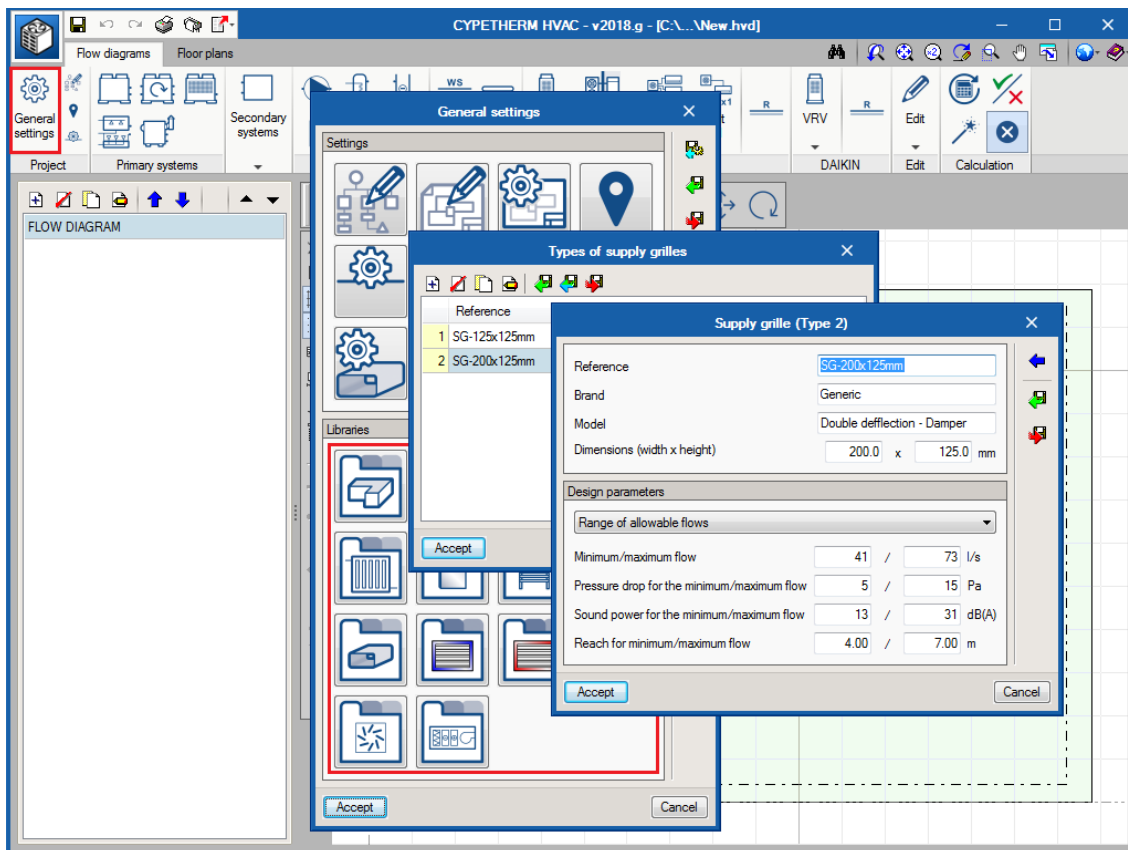 CYPETHERM HVAC - v2018.g - [C:\...\New.hvd]
Flow diagrams Floor plans
General
settings
Secondary
systems
WS
R
VRV
R
Edit
Project Primary systems DAIKIN Edit Calculation
FLOW DIAGRAM
General settings
Settings
Libraries
Accept Cancel
Types of supply grilles
Reference
1 SG-125x125mm
2 SG-200x125mm
Accept
Supply grille (Type 2)
Reference SG-200x125mm
Brand Generic
Model Double defflection - Damper
Dimensions (width x height) 200.0 x 125.0 mm
Design parameters
Range of allowable flows
Minimum/maximum flow 41 / 73 l/s
Pressure drop for the minimum/maximum flow 5 / 15 Pa
Sound power for the minimum/maximum flow 13 / 31 dB(A)
Reach for minimum/maximum flow 4.00 / 7.00 m
Accept Cancel